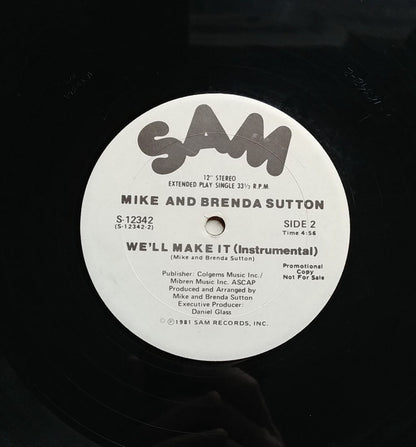 SAM
12" STEREO
EXTENDED PLAY SINGLE 33⅓ R.P.M.
MIKE AND BRENDA SUTTON
S-12342
(S-12342-2)
SIDE 2
Time 4:56
WE'LL MAKE IT (Instrumental)
(Mike and Brenda Sutton)
Promotional
Copy
Not For Sale
Publisher: Colgems Music Inc./
Mibren Music Inc. ASCAP
Produced and Arranged by
Mike and Brenda Sutton
Executive Producer:
Daniel Glass
© ℗ 1981 SAM RECORDS, INC.